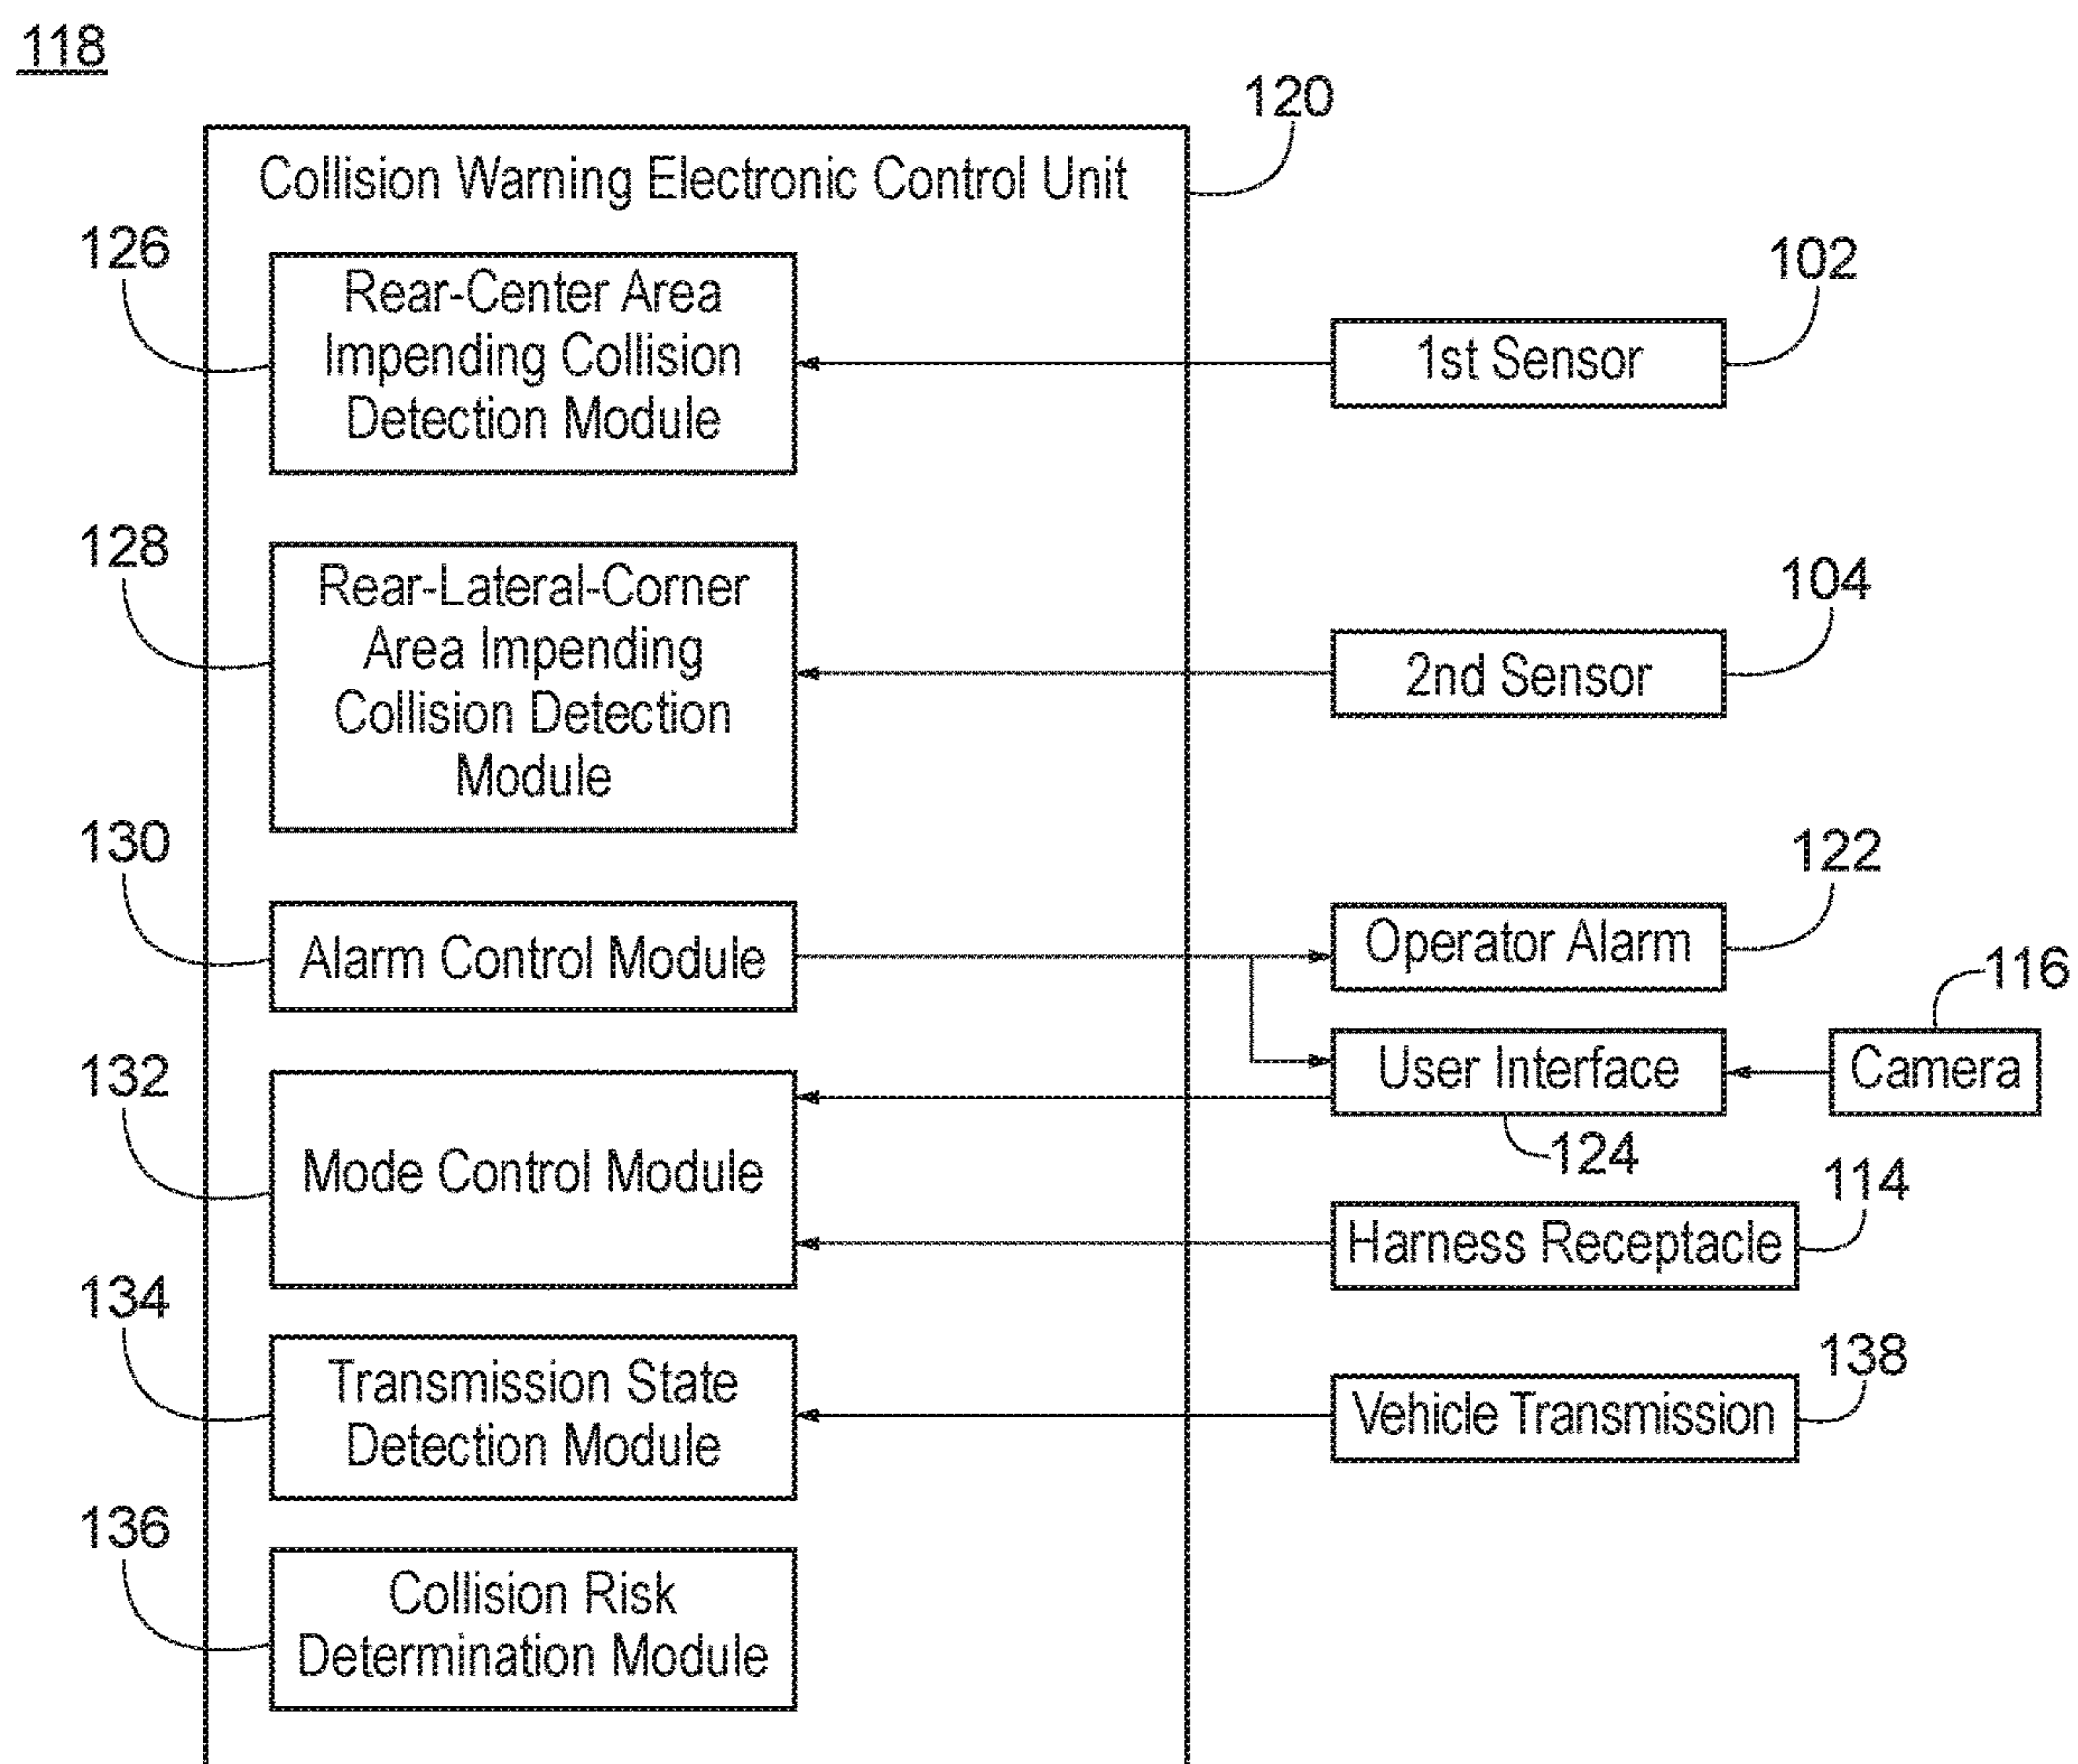 118
120
Collision Warning Electronic Control Unit
126
Rear-Center Area
Impending Collision
Detection Module
102
1st Sensor
128
Rear-Lateral-Corner
Area Impending
Collision Detection
Module
104
2nd Sensor
130
Alarm Control Module
122
Operator Alarm
116
Camera
User Interface
124
132
Mode Control Module
114
Harness Receptacle
134
Transmission State
Detection Module
138
Vehicle Transmission
136
Collision Risk
Determination Module